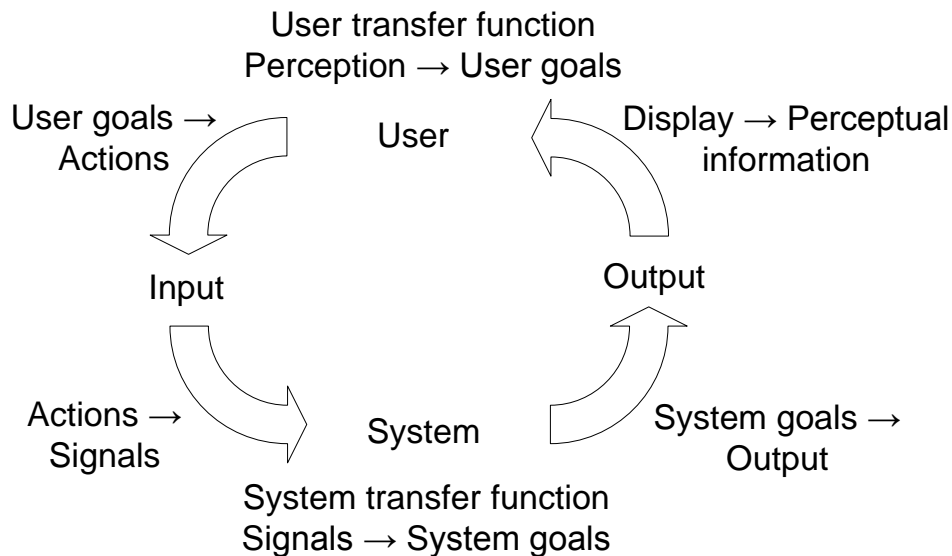 User transfer function
Perception → User goals
User goals →
Actions
User
Display → Perceptual
information
Input
Output
Actions →
Signals
System
System goals →
Output
System transfer function
Signals → System goals